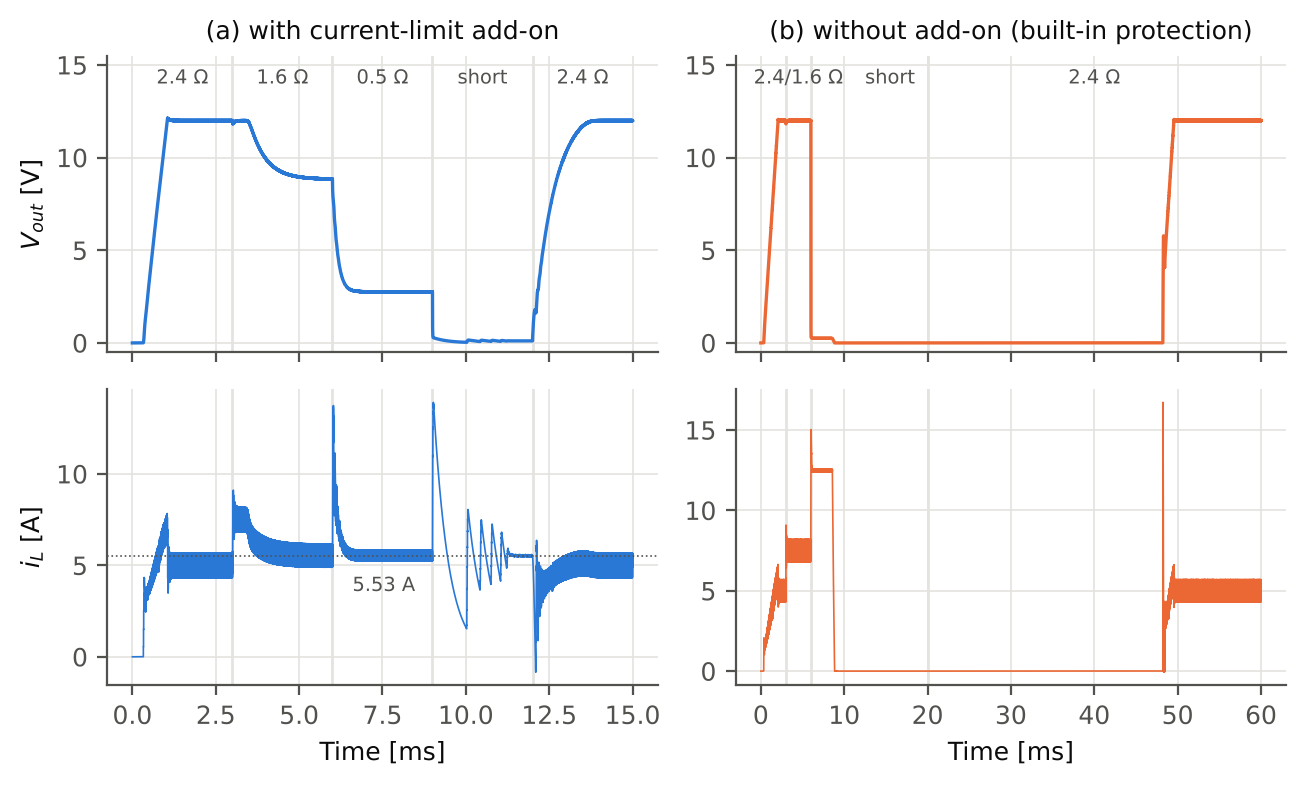 (a) with current-limit add-on
(b) without add-on (built-in protection)
15
10
5
0
V_out [V]
2.4 Ω 1.6 Ω 0.5 Ω short 2.4 Ω
15
10
5
0
2.4/1.6 Ω short 2.4 Ω
10
5
0
i_L [A]
5.53 A
0.0 2.5 5.0 7.5 10.0 12.5 15.0
Time [ms]
15
10
5
0
0 10 20 30 40 50 60
Time [ms]